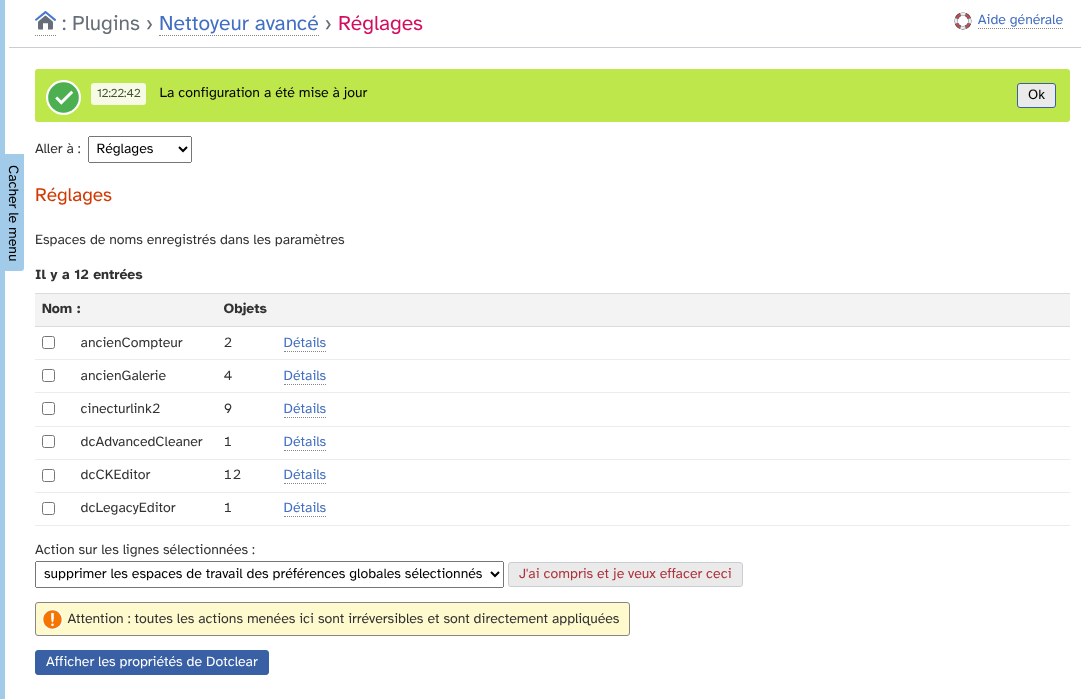 : Plugins › Nettoyeur avancé › Réglages
Aide générale
12:22:42 La configuration a été mise à jour
Ok
Aller à : Réglages
Cacher le menu
Réglages
Espaces de noms enregistrés dans les paramètres
Il y a 12 entrées
Nom : Objets
ancienCompteur 2 Détails
ancienGalerie 4 Détails
cinecturlink2 9 Détails
dcAdvancedCleaner 1 Détails
dcCKEditor 12 Détails
dcLegacyEditor 1 Détails
Action sur les lignes sélectionnées :
supprimer les espaces de travail des préférences globales sélectionnés J'ai compris et je veux effacer ceci
Attention : toutes les actions menées ici sont irréversibles et sont directement appliquées
Afficher les propriétés de Dotclear